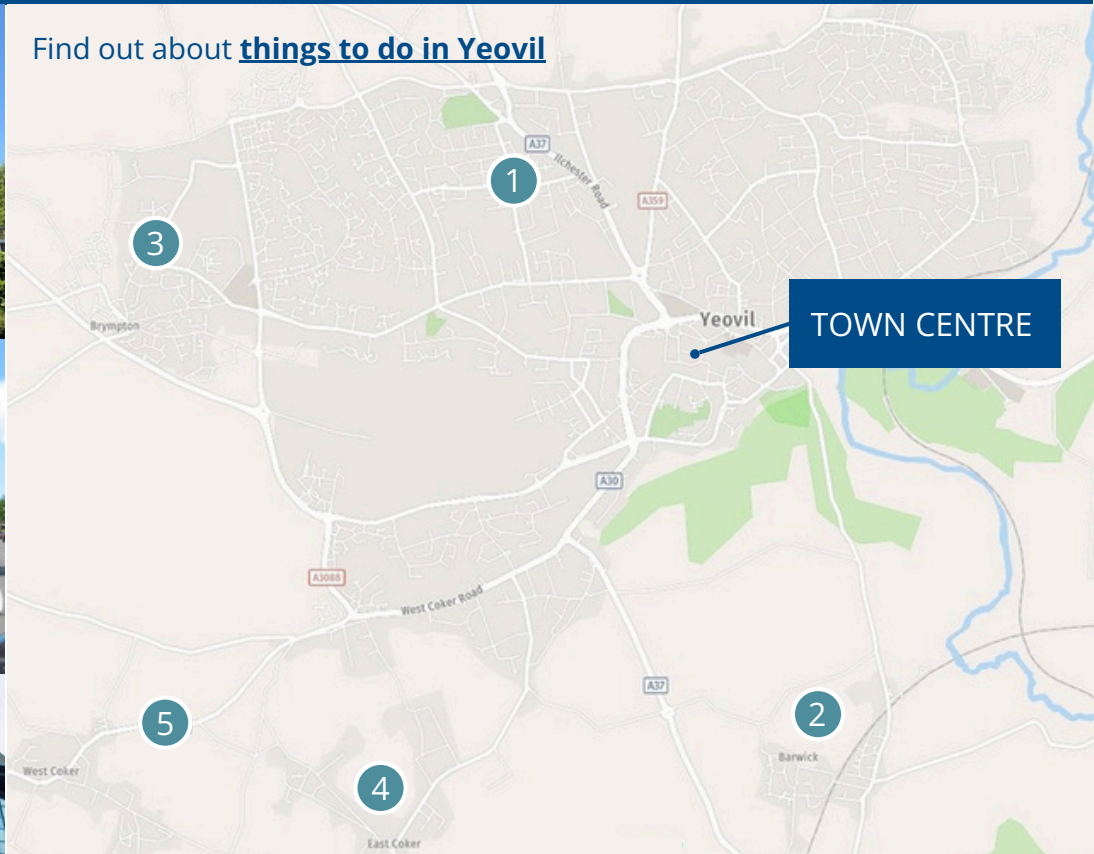 Find out about things to do in Yeovil
A37
Ilchester Road
1
A359
3
Yeovil
TOWN CENTRE
Brympton
A30
A3088
West Coker Road
A37
5
2
Barwick
West Coker
4
East Coker